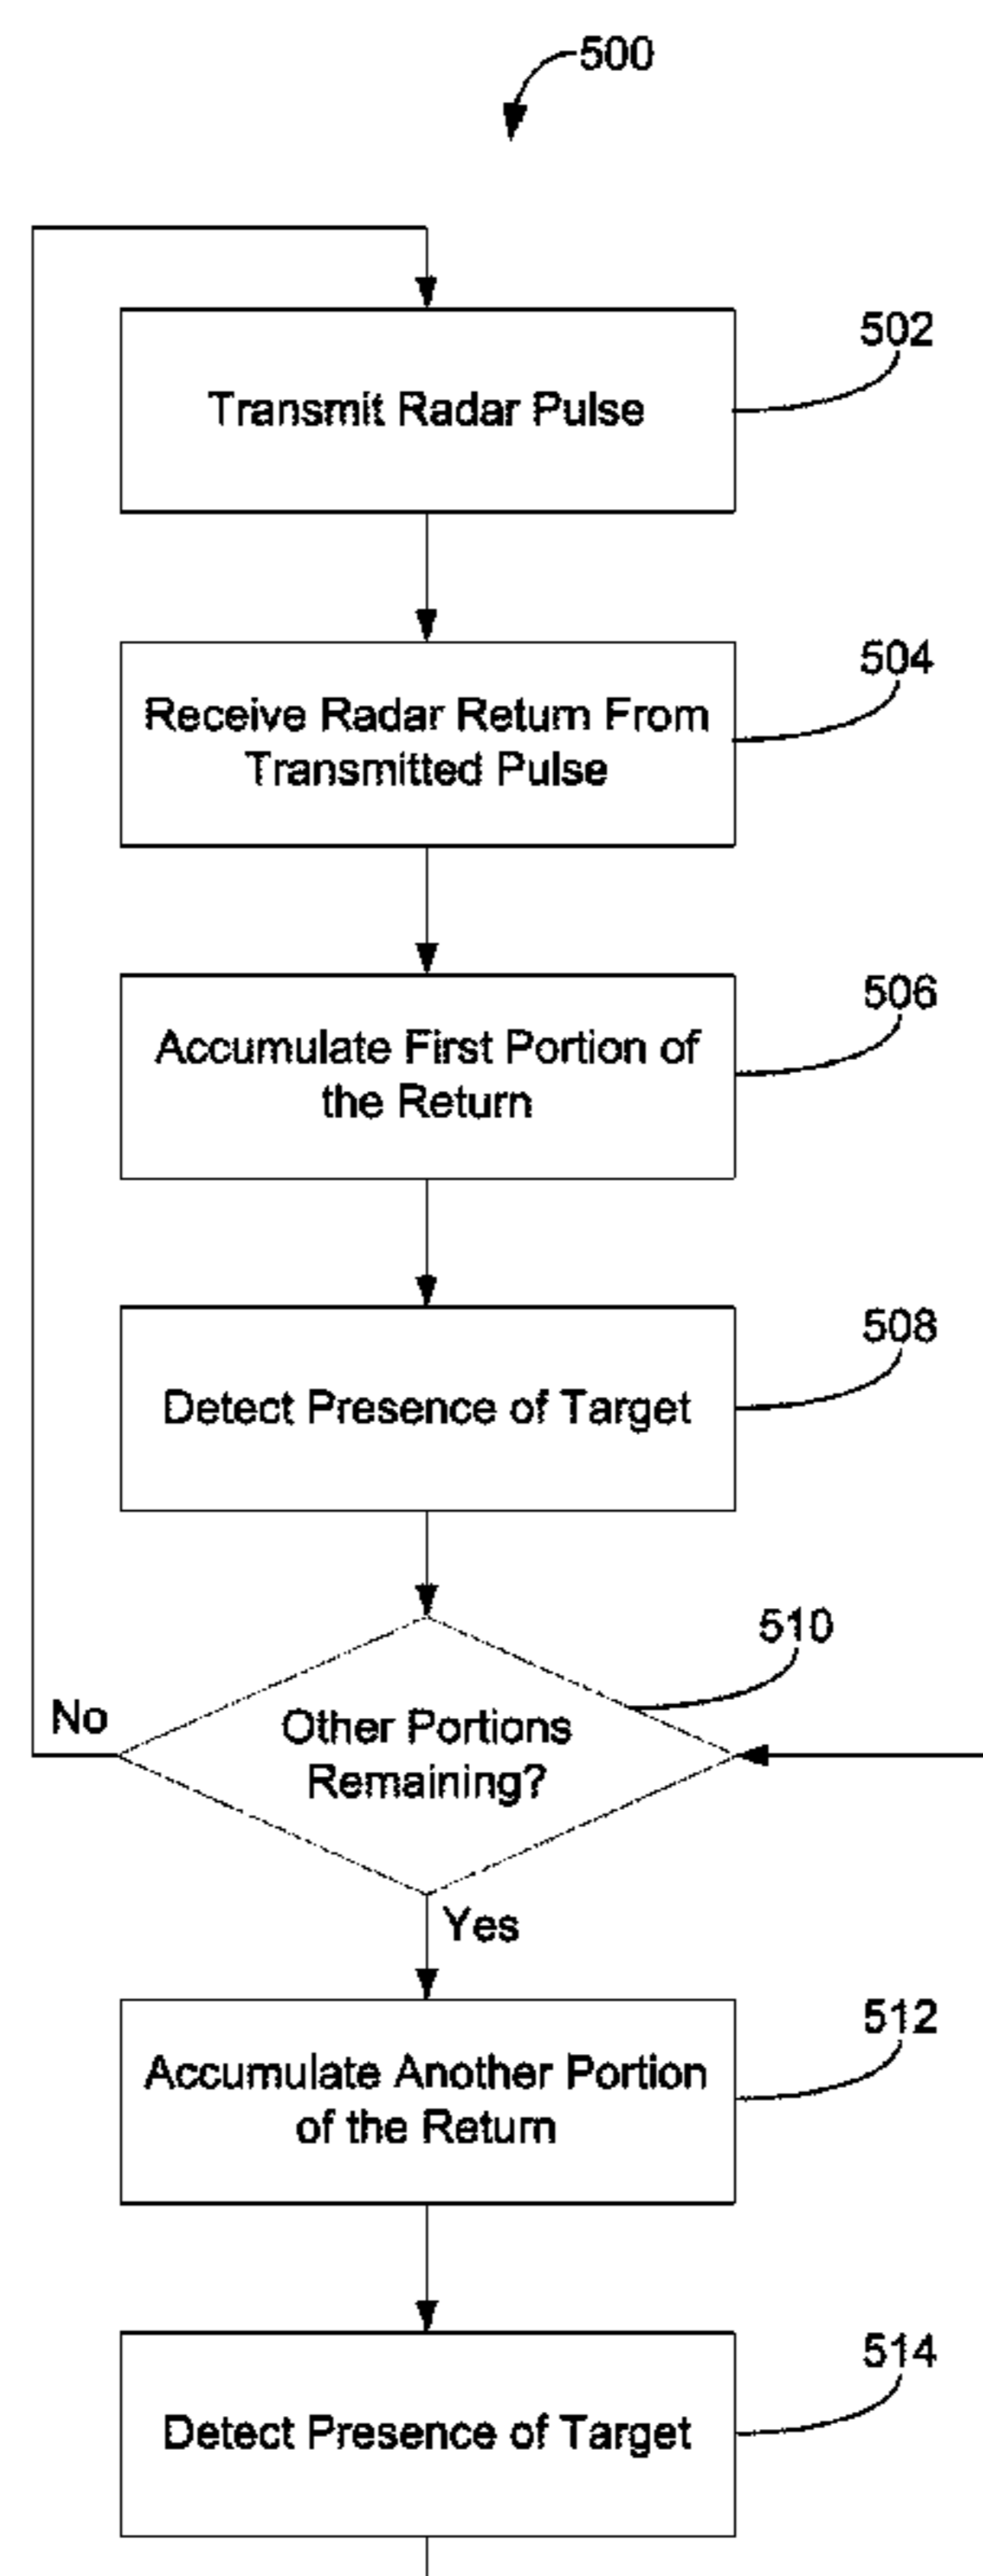 500
502
Transmit Radar Pulse
504
Receive Radar Return From
Transmitted Pulse
506
Accumulate First Portion of
the Return
508
Detect Presence of Target
510
No
Other Portions
Remaining?
Yes
512
Accumulate Another Portion
of the Return
514
Detect Presence of Target